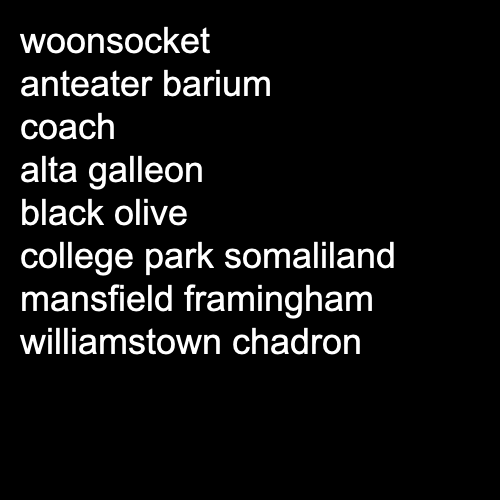 woonsocket
anteater barium
coach
alta galleon
black olive
college park somaliland
mansfield framingham
williamstown chadron